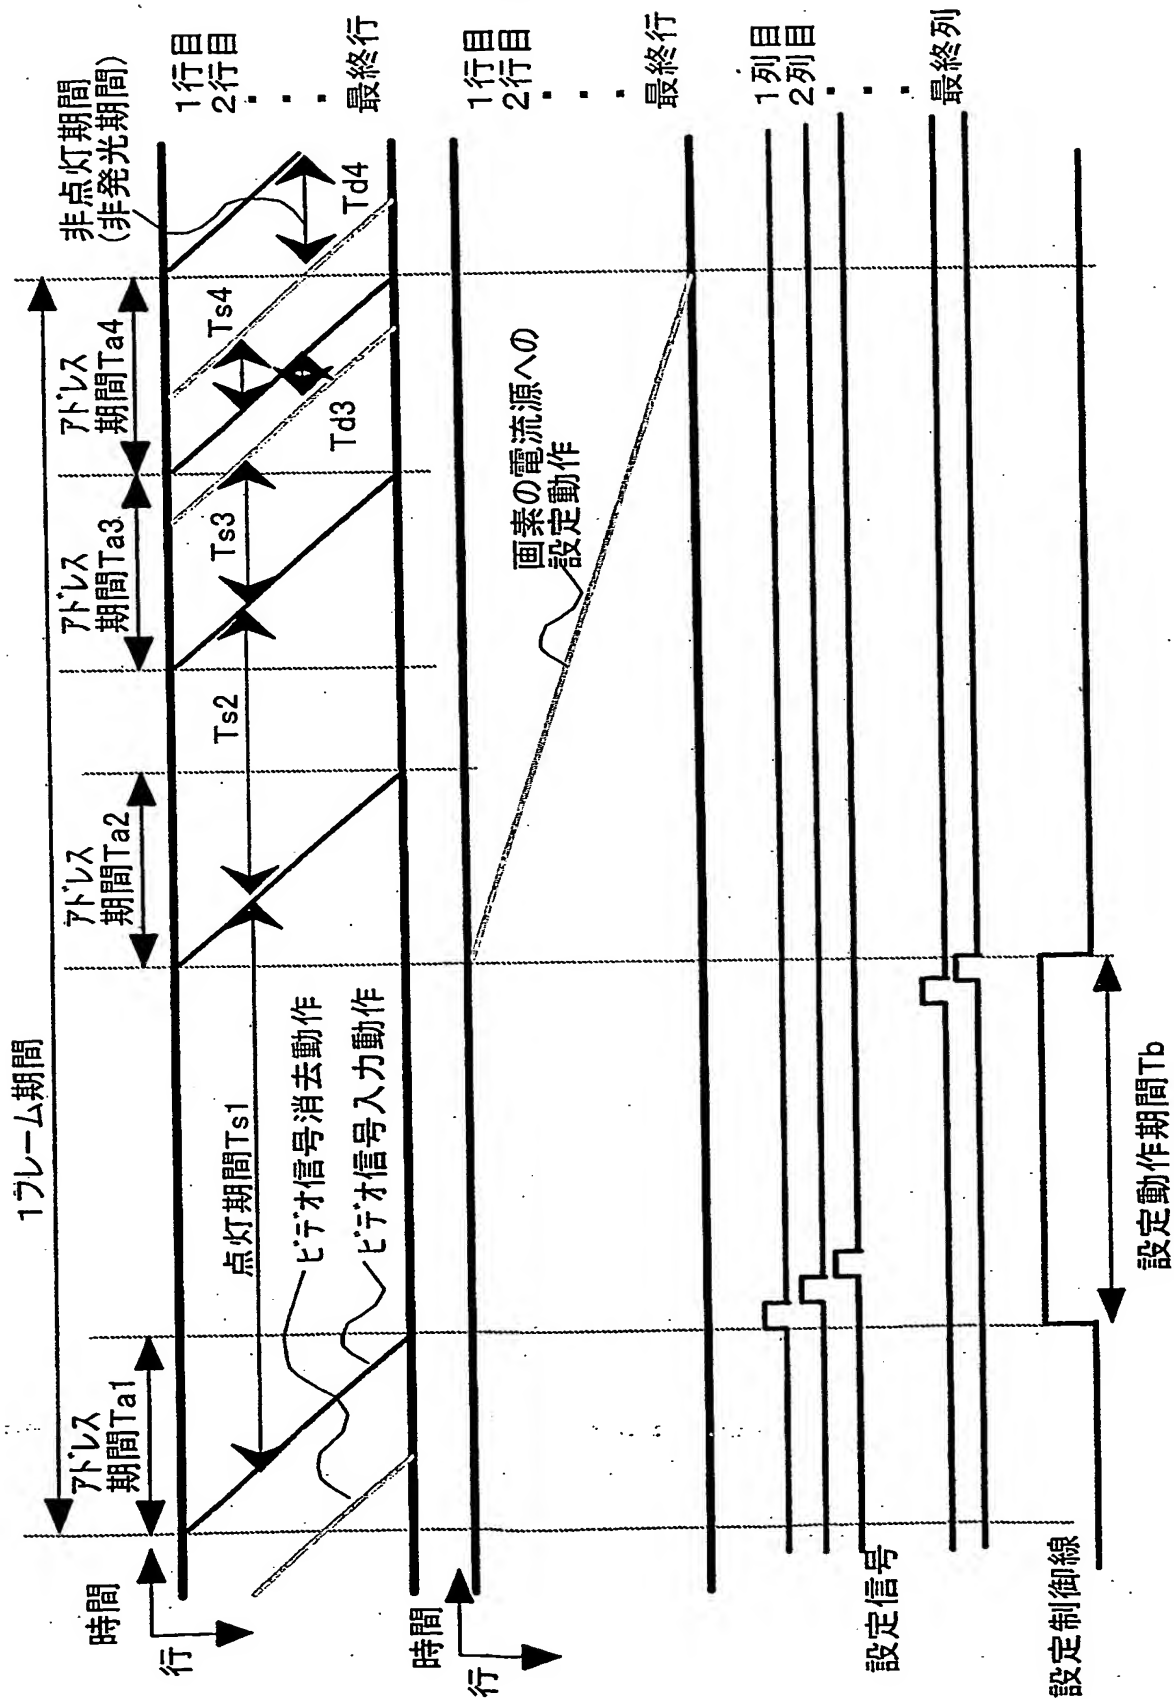 1フレーム期間
アドレス
期間Ta1
アドレス
期間Ta2
アドレス
期間Ta3
アドレス
期間Ta4
非点灯期間
(非発光期間)
時間
行
点灯期間Ts1
Ts2
Ts3
Ts4
Td3
Td4
ビデオ信号消去動作
ビデオ信号入力動作
1行目
2行目
・
・
・
最終行
時間
行
画素の電流源への
設定動作
1行目
2行目
・
・
・
最終行
設定信号
1列目
2列目
・
・
・
最終列
設定制御線
設定動作期間Tb